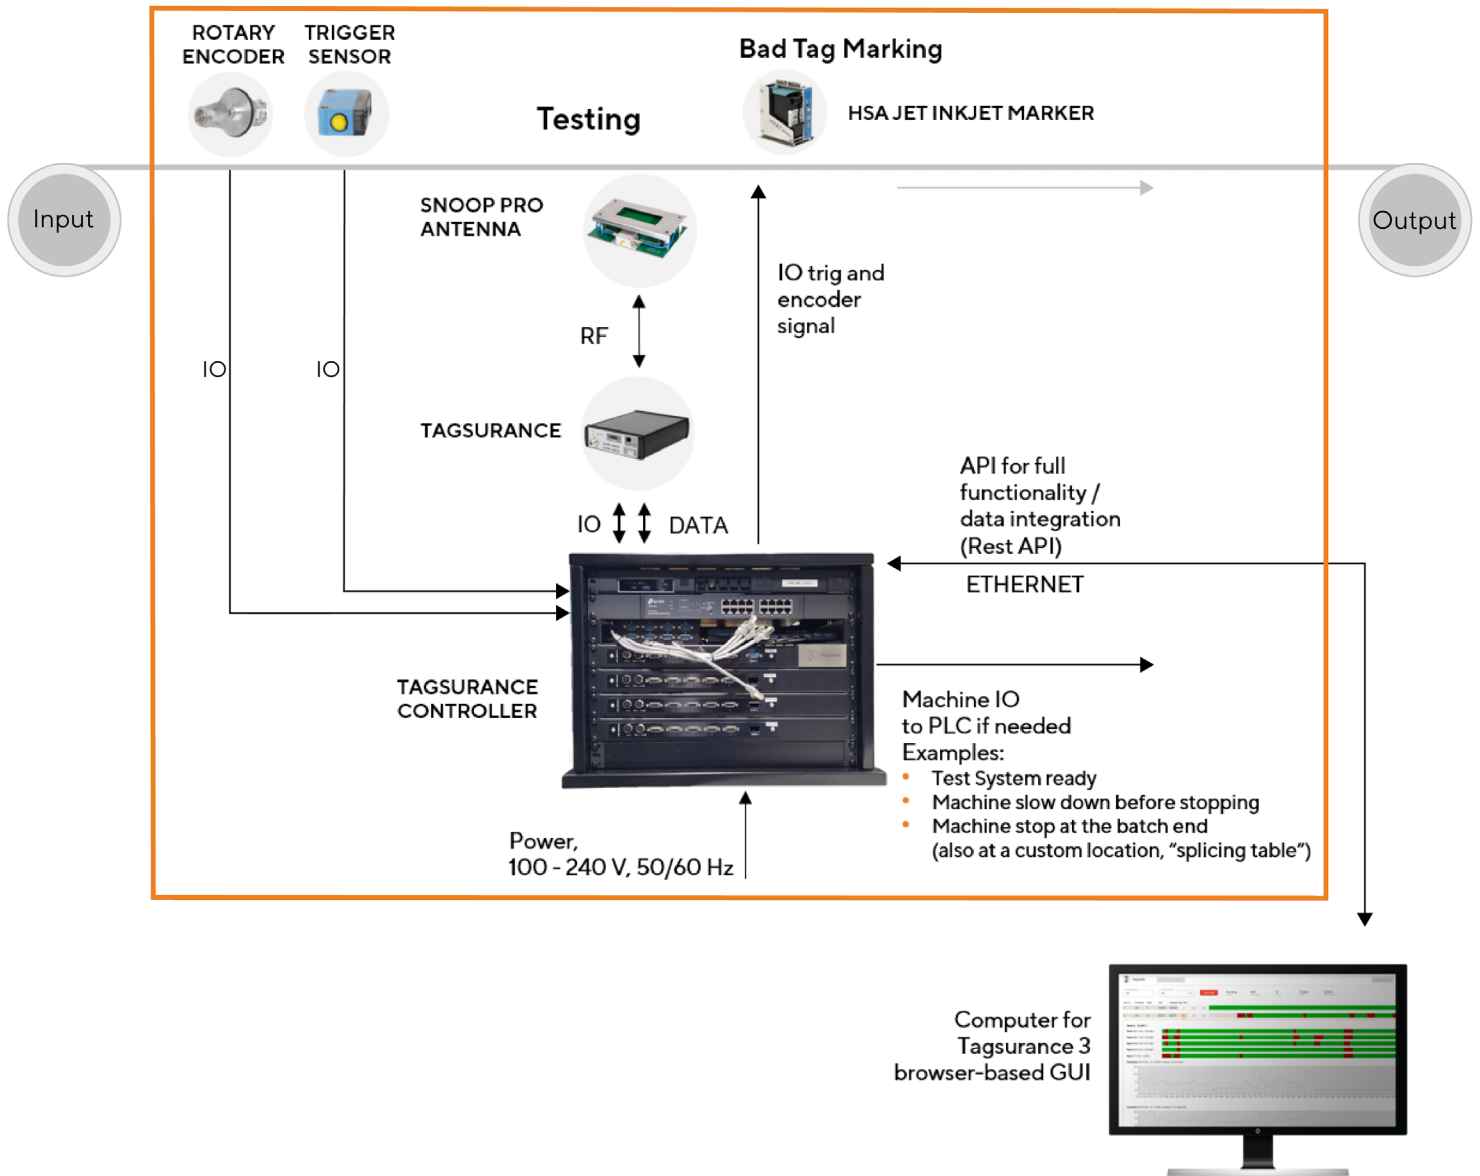 ROTARY
ENCODER
TRIGGER
SENSOR
Bad Tag Marking
HSA JET INKJET MARKER
Testing
Input
Output
SNOOP PRO
ANTENNA
IO trig and
encoder
signal
RF
IO
IO
TAGSURANCE
API for full
functionality /
data integration
(Rest API)
IO
DATA
ETHERNET
TAGSURANCE
CONTROLLER
Machine IO
to PLC if needed
Examples:
• Test System ready
• Machine slow down before stopping
• Machine stop at the batch end
(also at a custom location, “splicing table”)
Power,
100 - 240 V, 50/60 Hz
Computer for
Tagsurance 3
browser-based GUI